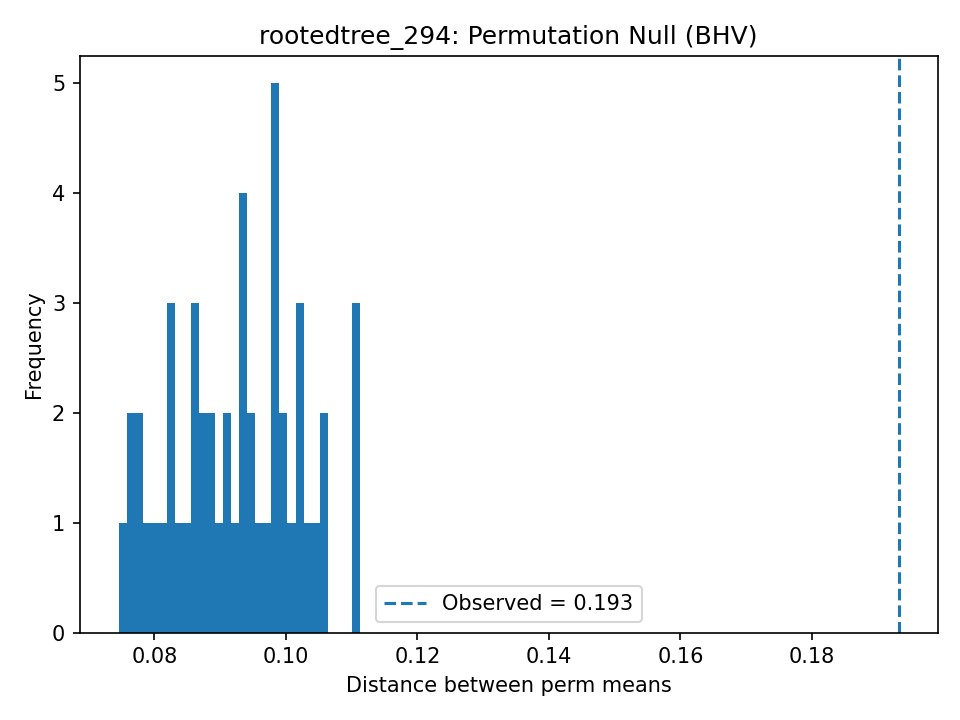 rootedtree_294: Permutation Null (BHV)
5
4
3
2
1
0
Frequency
Observed = 0.193
0.08 0.10 0.12 0.14 0.16 0.18
Distance between perm means